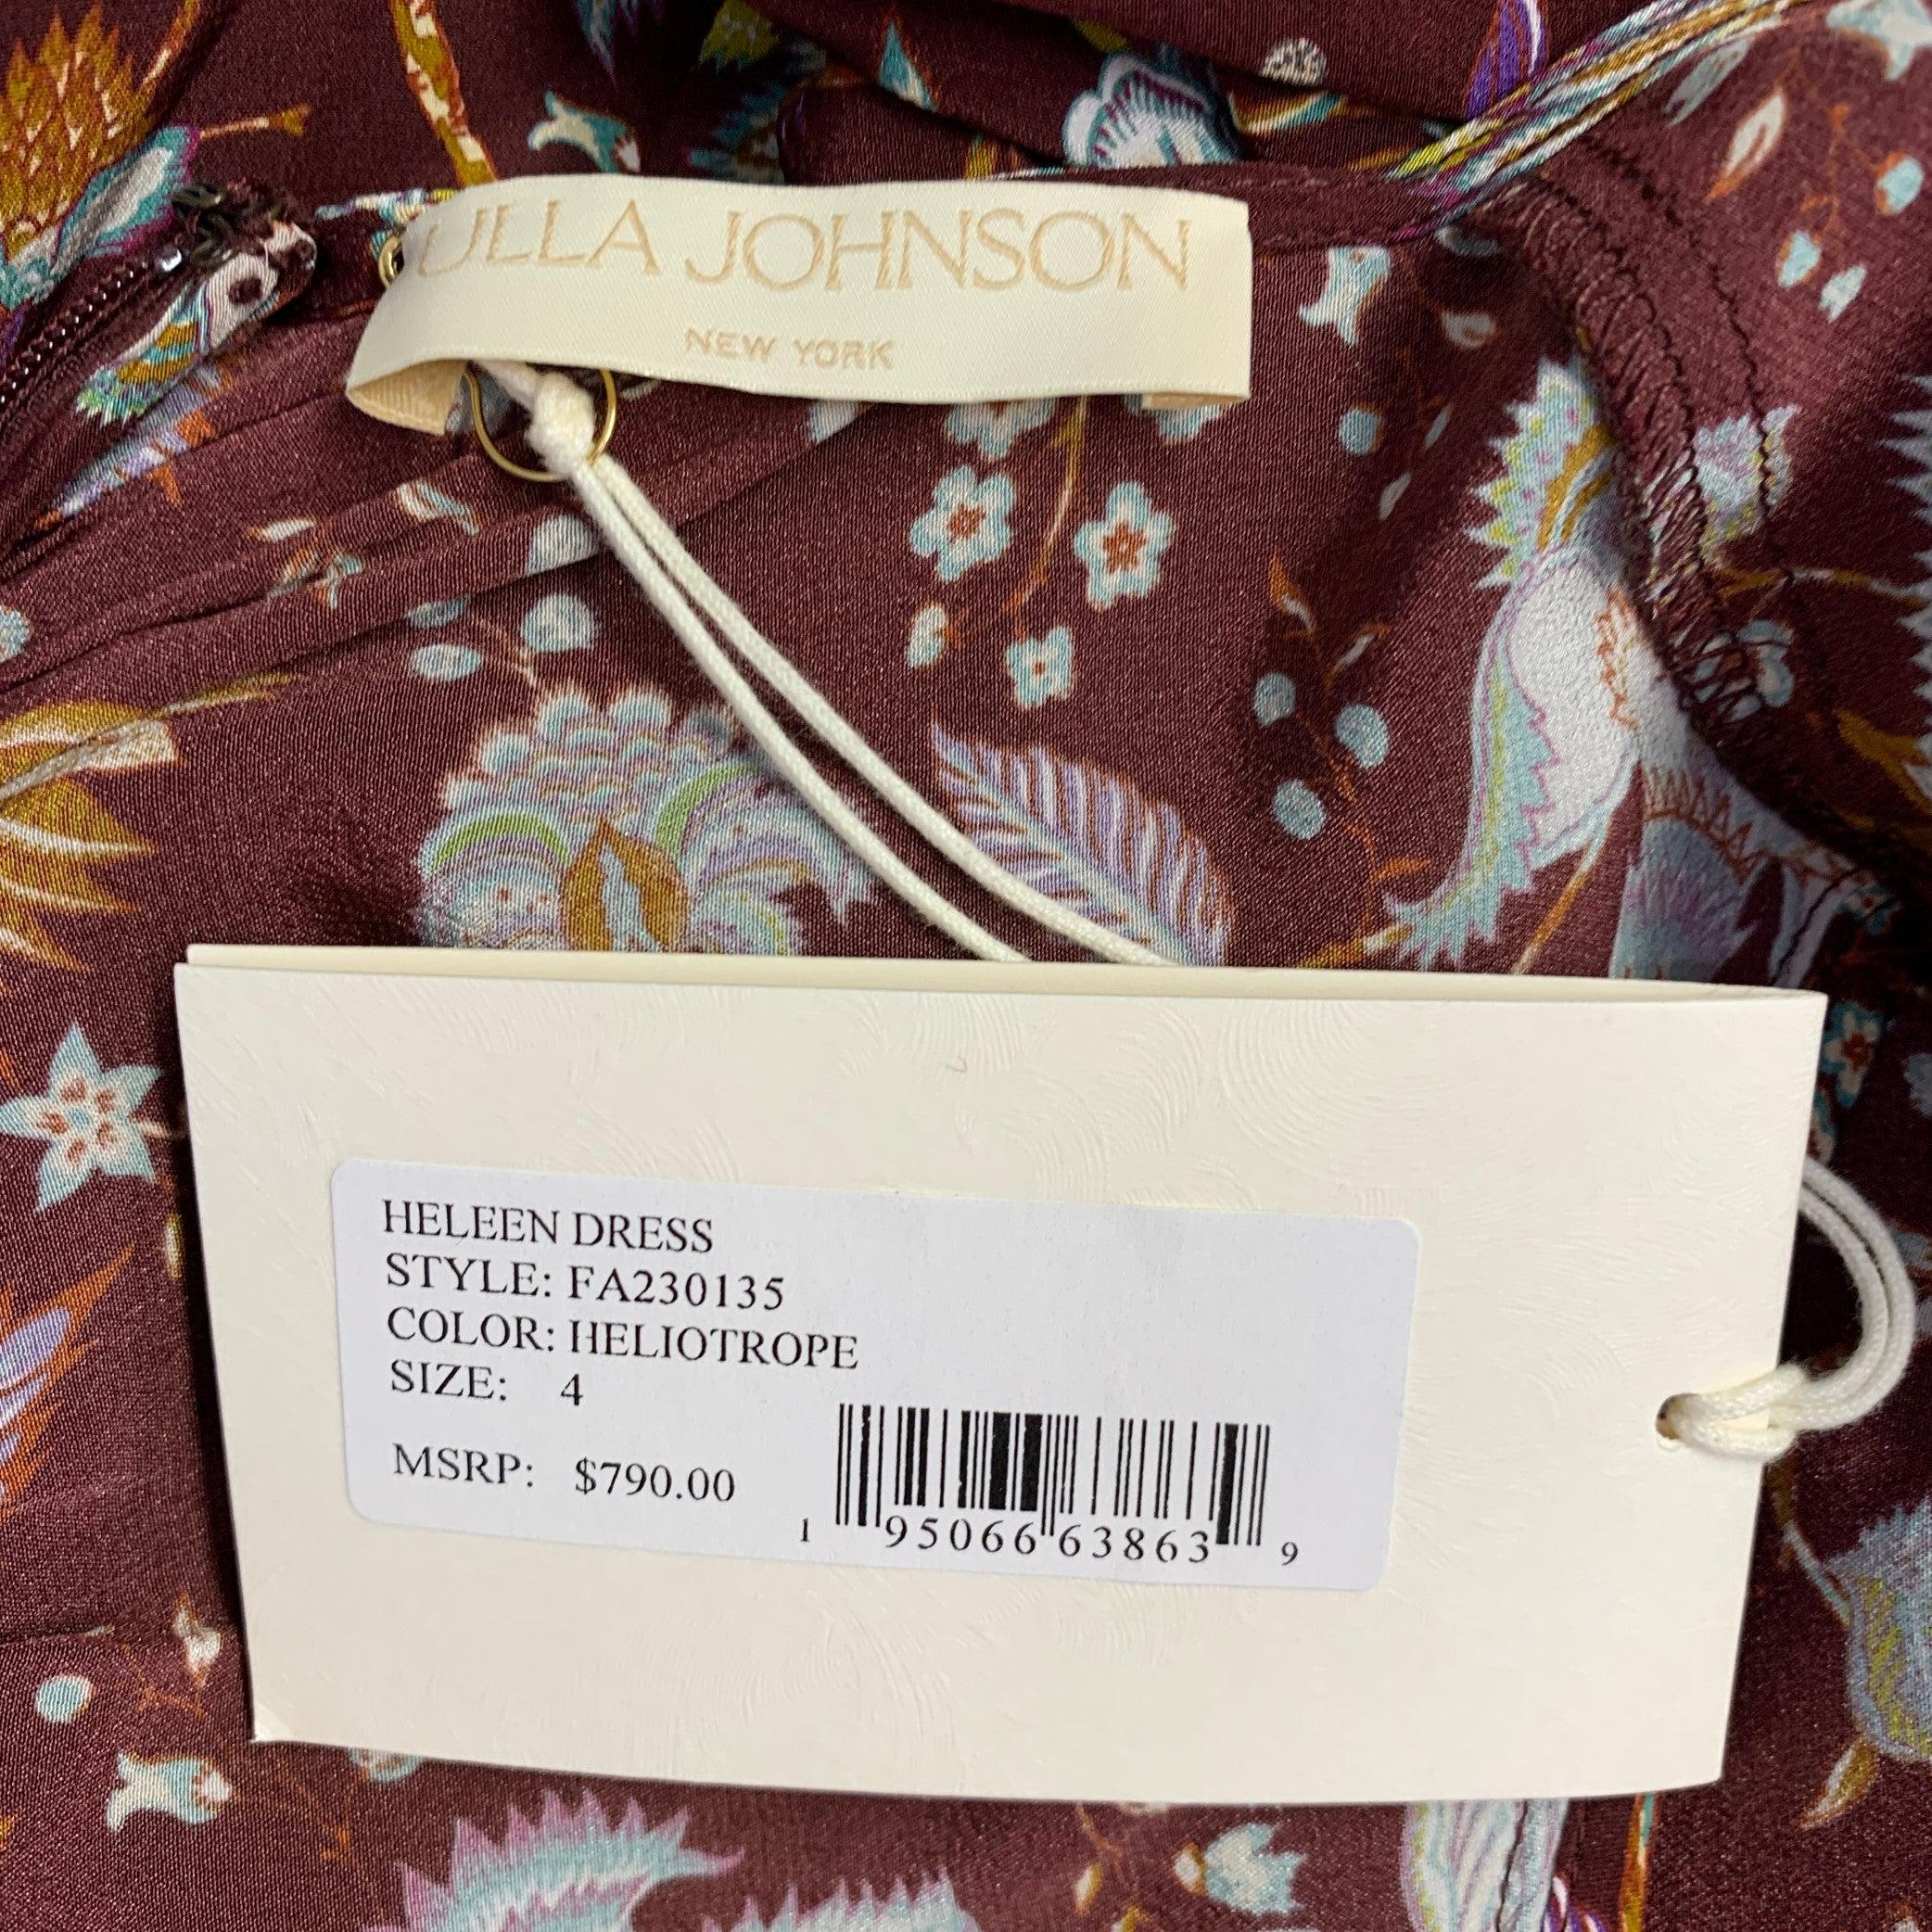 ULLA JOHNSON
NEW YORK
HELEEN DRESS
STYLE: FA230135
COLOR: HELIOTROPE
SIZE: 4
MSRP: $790.00
1 95066 63863 9